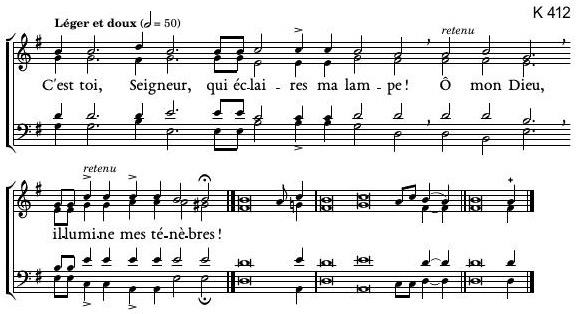 K 412
Léger et doux (𝅗𝅥 = 50)
retenu
C'est toi, Seigneur, qui éc-lai - res ma lam - pe! Ô mon Dieu,
retenu
il-lumi-ne mes té-nè-bres !